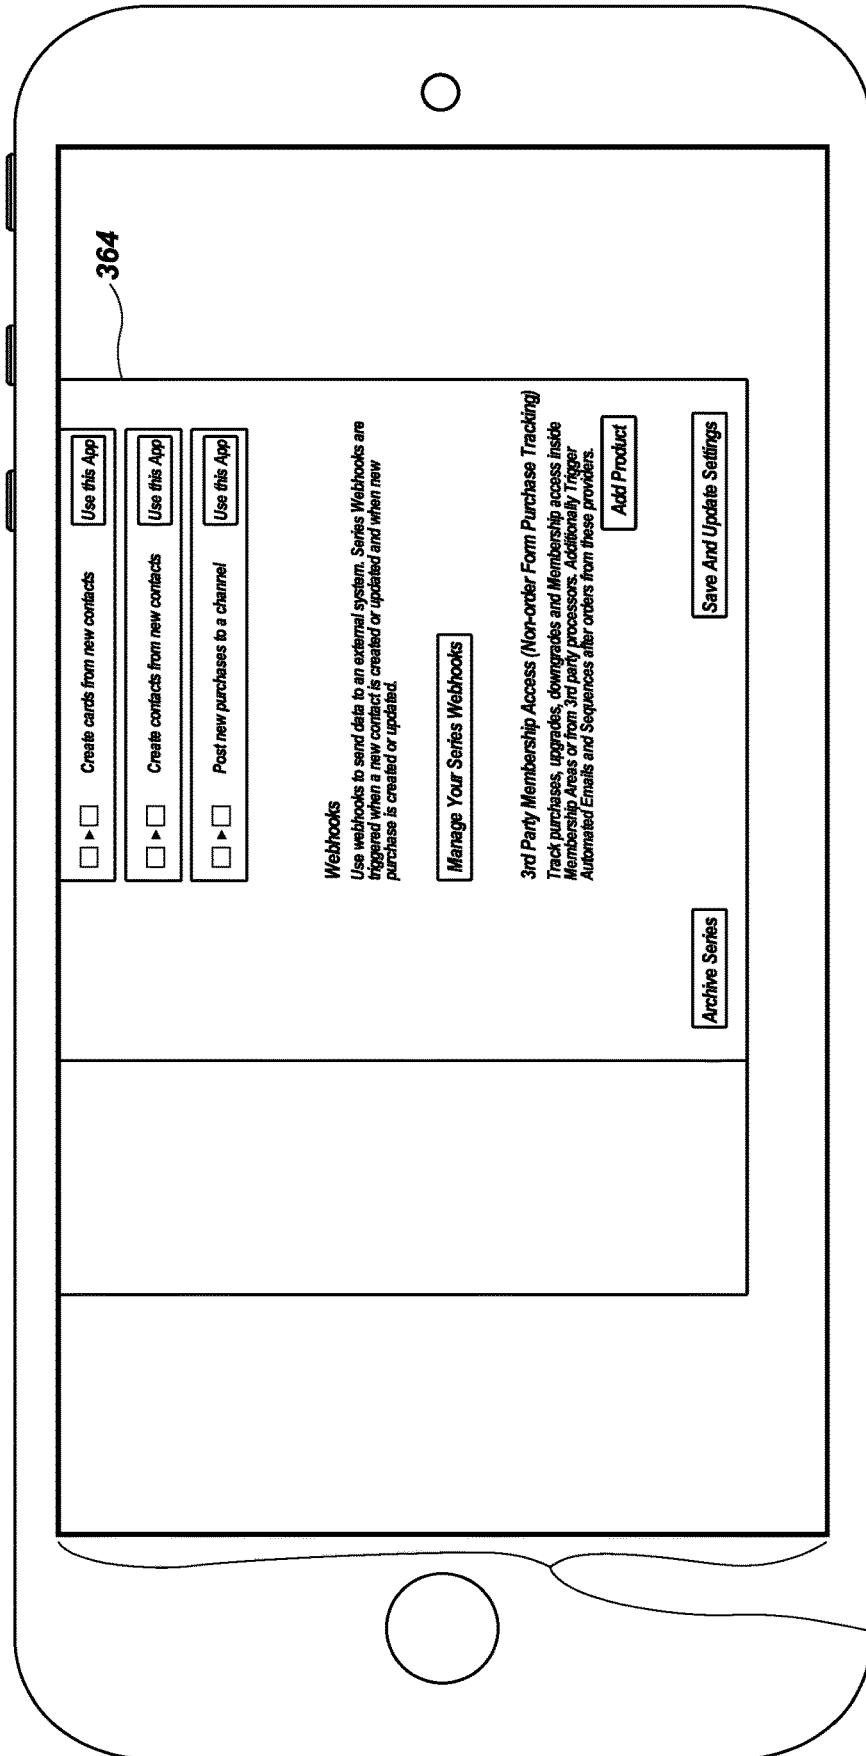 364
Create cards from new contacts Use this App
Create contacts from new contacts Use this App
Post new purchases to a channel Use this App
Webhooks
Use webhooks to send data to an external system. Series Webhooks are
triggered when a new contact is created or updated and when new
purchase is created or updated.
Manage Your Series Webhooks
3rd Party Membership Access (Non-order Form Purchase Tracking)
Track purchases, upgrades, downgrades and Membership access inside
Membership Areas or from 3rd party processors. Additionally Trigger
Automated Emails and Sequences after orders from these providers.
Add Product
Archive Series Save And Update Settings